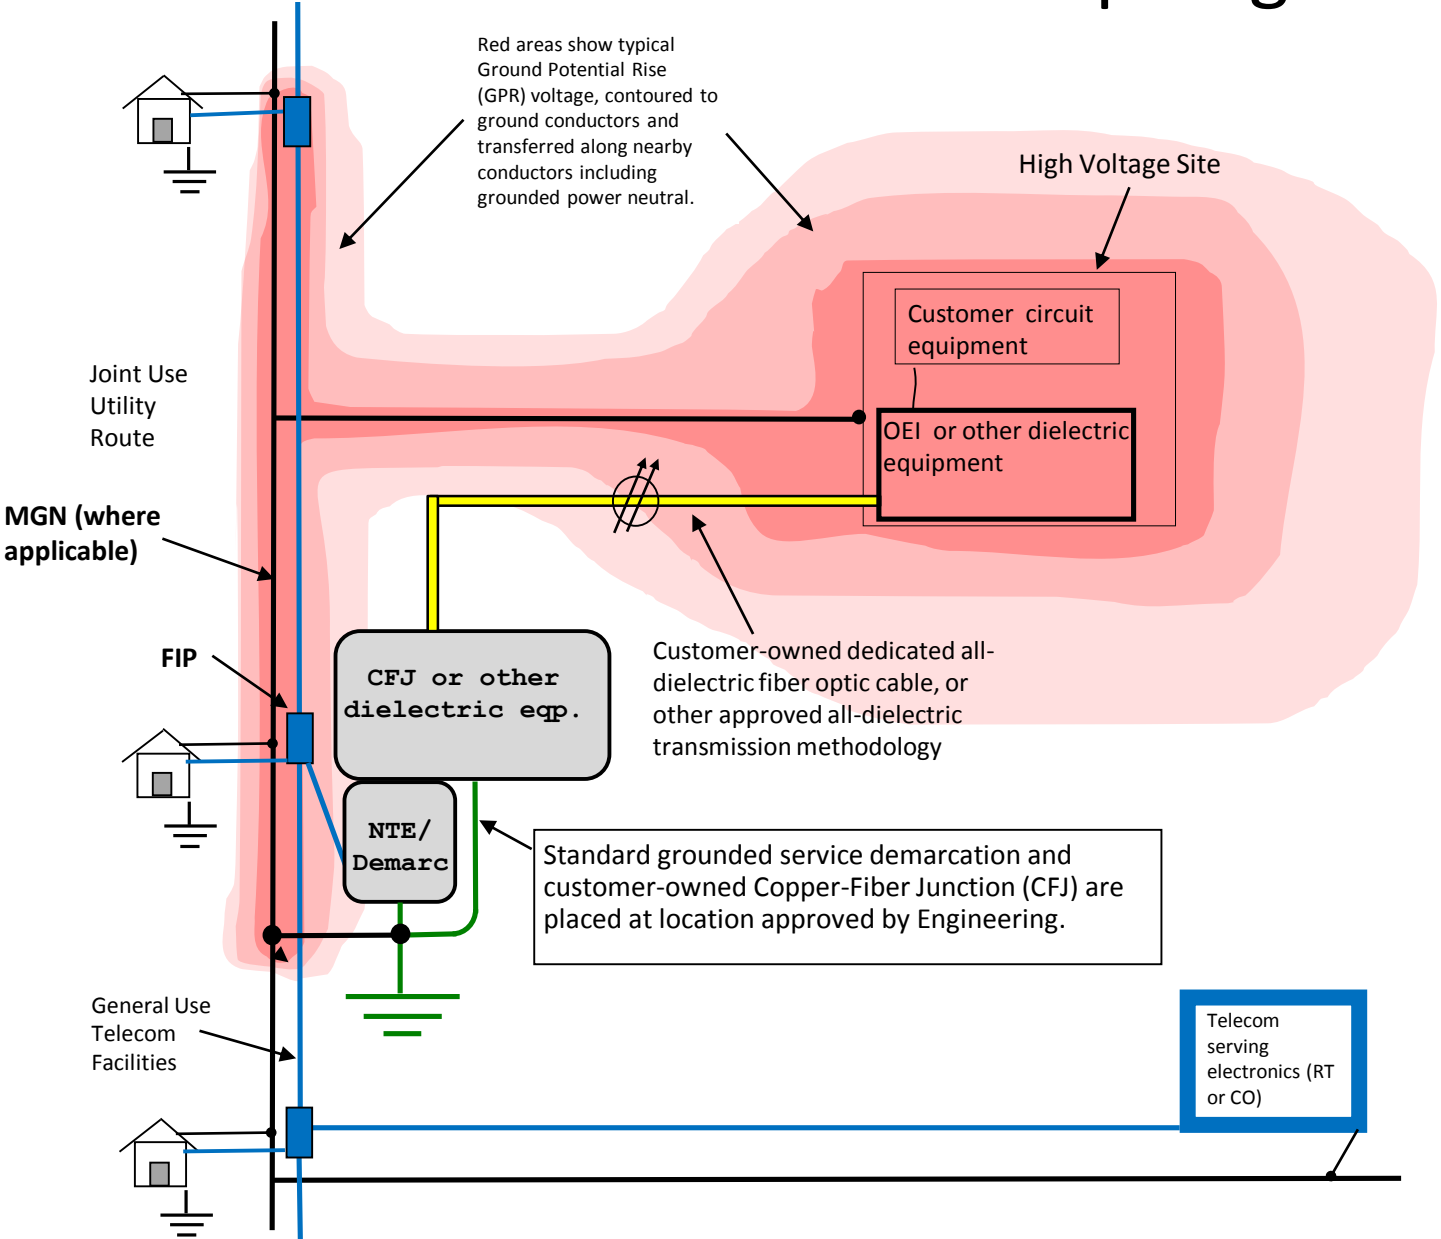 Red areas show typical
Ground Potential Rise
(GPR) voltage, contoured to
ground conductors and
transferred along nearby
conductors including
grounded power neutral.
High Voltage Site
Customer circuit
equipment
Joint Use
Utility
Route
OEI or other dielectric
equipment
MGN (where
applicable)
FIP
CFJ or other
dielectric eqp.
Customer-owned dedicated all-
dielectric fiber optic cable, or
other approved all-dielectric
transmission methodology
NTE/
Demarc
Standard grounded service demarcation and
customer-owned Copper-Fiber Junction (CFJ) are
placed at location approved by Engineering.
General Use
Telecom
Facilities
Telecom
serving
electronics (RT
or CO)